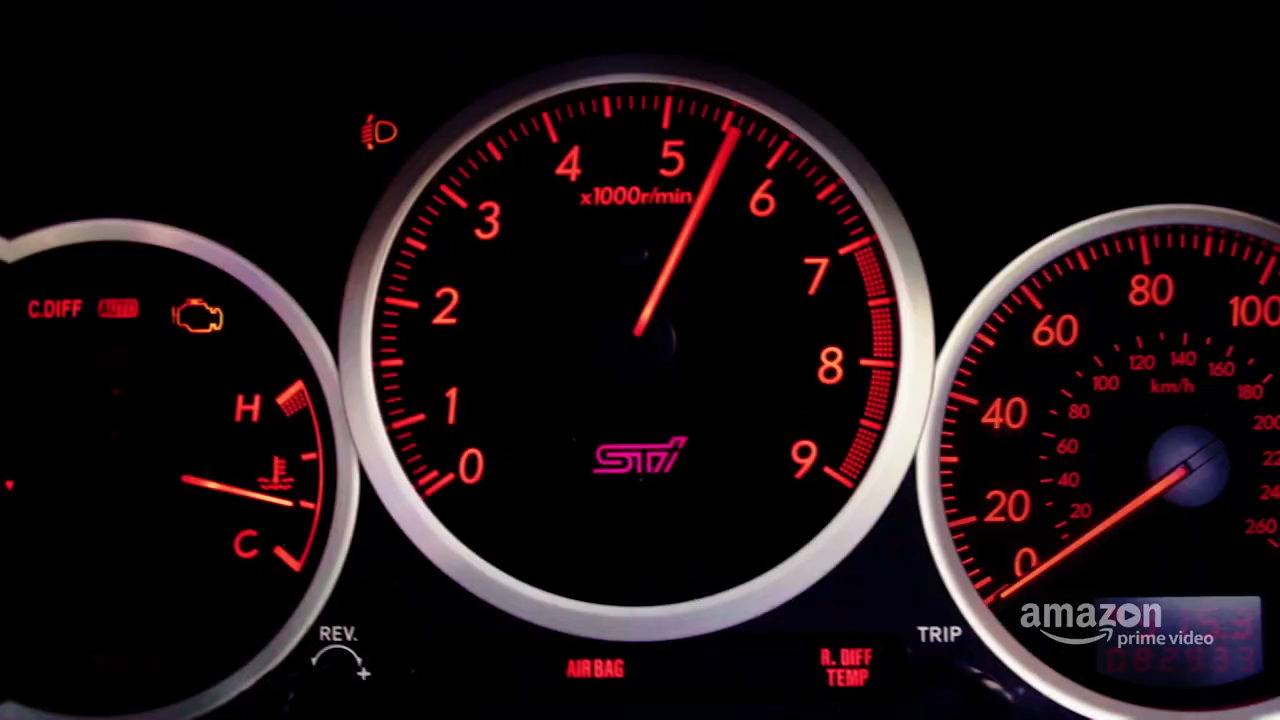 C.DIFF AUTO
H
C
REV.
+
0
1
2
3
4
5
6
7
8
9
x1000r/min
STi
AIR BAG
R. DIFF
TEMP
0
20
40
60
80
100
20
40
60
80
100
120
140
160
180
200
260
km/h
TRIP
amazon
prime video